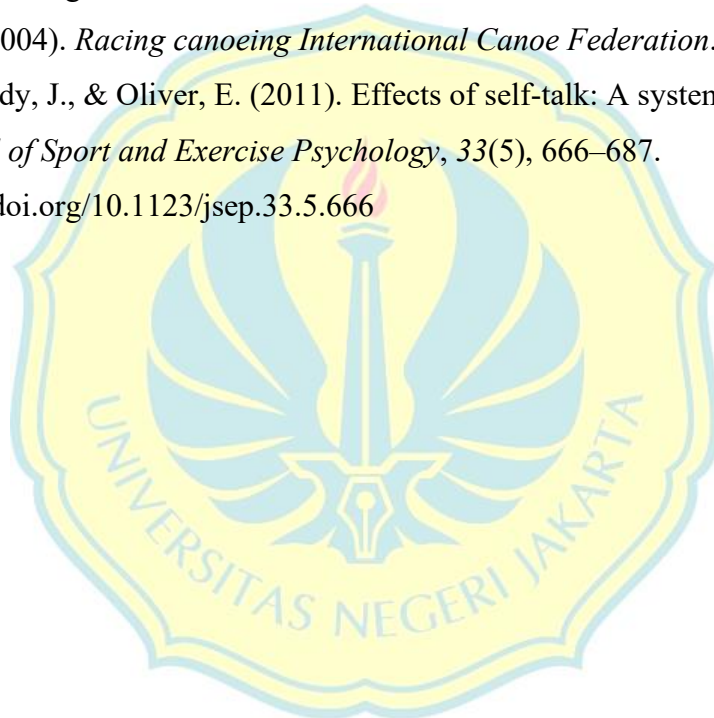 004). Racing canoeing International Canoe Federation.
dy, J., & Oliver, E. (2011). Effects of self-talk: A system
of Sport and Exercise Psychology, 33(5), 666–687.
doi.org/10.1123/jsep.33.5.666
UNIVERSITAS NEGERI JAKARTA